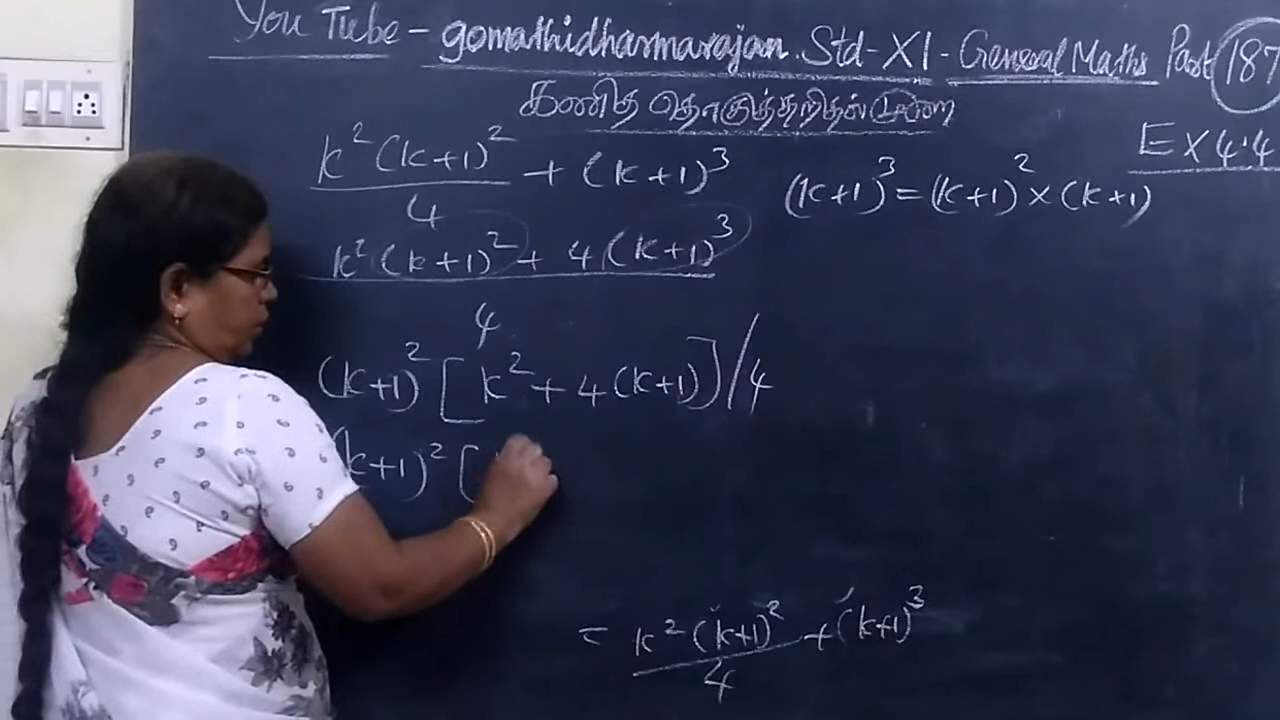 You Tube - gomathidharmarajan. Std-XI - General Maths Part 187
கணித தொகுத்தறிதல்
Ex 4.4
k²(k+1)²/4 + (k+1)³
(k+1)³ = (k+1)² × (k+1)
k²(k+1)² + 4(k+1)³
4
(k+1)² [k² + 4(k+1)]/4
(k+1)² [
= k²(k+1)²/4 + (k+1)³